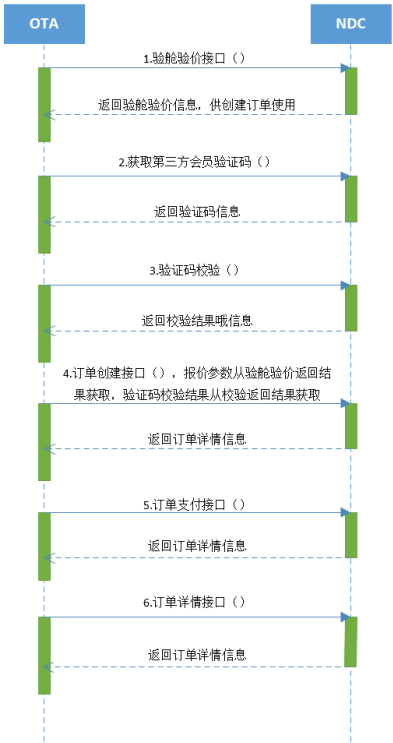 OTA
NDC
1.验舱验价接口（）
返回验舱验价信息，供创建订单使用
2.获取第三方会员验证码（）
返回验证码信息
3.验证码校验（）
返回校验结果哦信息
4.订单创建接口（），报价参数从验舱验价返回结
果获取，验证码校验结果从校验返回结果获取
返回订单详情信息
5.订单支付接口（）
返回订单详情信息
6.订单详情接口（）
返回订单详情信息